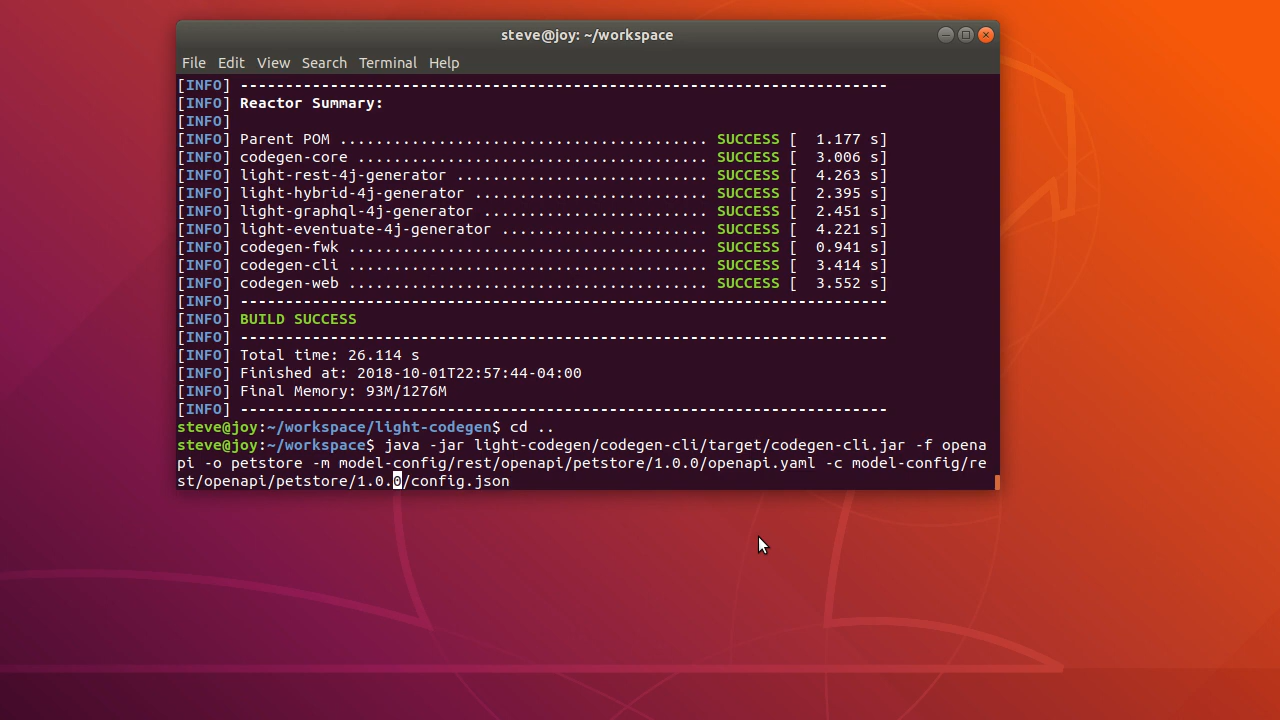 steve@joy: ~/workspace
File Edit View Search Terminal Help
[INFO] ------------------------------------------------------------------------
[INFO] Reactor Summary:
[INFO]
[INFO] Parent POM ......................................... SUCCESS [  1.177 s]
[INFO] codegen-core ....................................... SUCCESS [  3.006 s]
[INFO] light-rest-4j-generator ............................ SUCCESS [  4.263 s]
[INFO] light-hybrid-4j-generator .......................... SUCCESS [  2.395 s]
[INFO] light-graphql-4j-generator ......................... SUCCESS [  2.451 s]
[INFO] light-eventuate-4j-generator ....................... SUCCESS [  4.221 s]
[INFO] codegen-fwk ........................................ SUCCESS [  0.941 s]
[INFO] codegen-cli ........................................ SUCCESS [  3.414 s]
[INFO] codegen-web ........................................ SUCCESS [  3.552 s]
[INFO] ------------------------------------------------------------------------
[INFO] BUILD SUCCESS
[INFO] ------------------------------------------------------------------------
[INFO] Total time: 26.114 s
[INFO] Finished at: 2018-10-01T22:57:44-04:00
[INFO] Final Memory: 93M/1276M
[INFO] ------------------------------------------------------------------------
steve@joy:~/workspace/light-codegen$ cd ..
steve@joy:~/workspace$ java -jar light-codegen/codegen-cli/target/codegen-cli.jar -f opena
pi -o petstore -m model-config/rest/openapi/petstore/1.0.0/openapi.yaml -c model-config/re
st/openapi/petstore/1.0.0/config.json